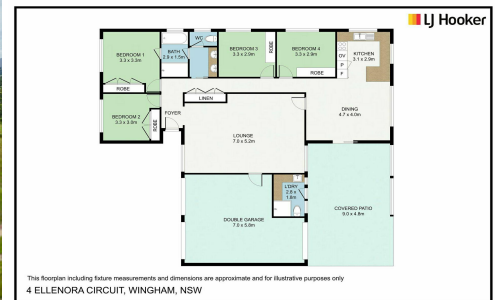 LJ Hooker
WC
BEDROOM 1
3.3 x 3.3m
BATH
2.8 x 1.5m
BEDROOM 3
3.3 x 2.9m
ROBE
BEDROOM 4
5.3 x 2.9m
ROBE
KITCHEN
3.1 x 2.9m
OV
P
F
ROBE
LINEN
BEDROOM 2
3.3 x 3.0m
ROBE
FOYER
DINING
4.7 x 4.0m
LOUNGE
7.0 x 5.2m
L'DRY
2.8 x
1.8m
DOUBLE GARAGE
7.0 x 5.8m
COVERED PATIO
9.0 x 4.8m
This floorplan including fixture measurements and dimensions are approximate and for illustrative purposes only
4 ELLENORA CIRCUIT, WINGHAM, NSW